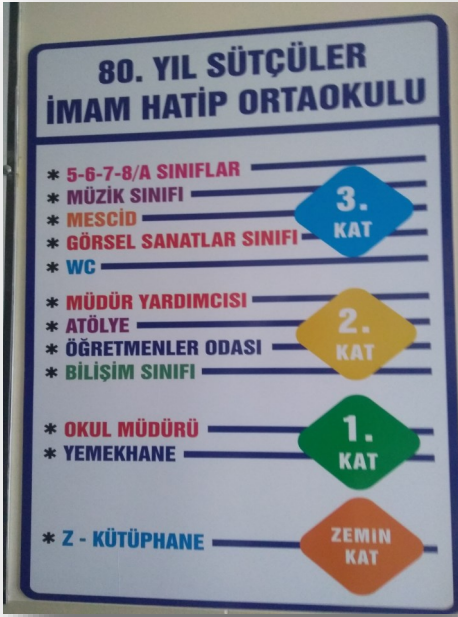 80. YIL SÜTÇÜLER
İMAM HATİP ORTAOKULU
* 5-6-7-8/A SINIFLAR
* MÜZİK SINIFI
* MESCİD
* GÖRSEL SANATLAR SINIFI
* WC
3.
KAT
* MÜDÜR YARDIMCISI
* ATÖLYE
* ÖĞRETMENLER ODASI
* BİLİŞİM SINIFI
2.
KAT
* OKUL MÜDÜRÜ
* YEMEKHANE
1.
KAT
* Z - KÜTÜPHANE
ZEMİN
KAT